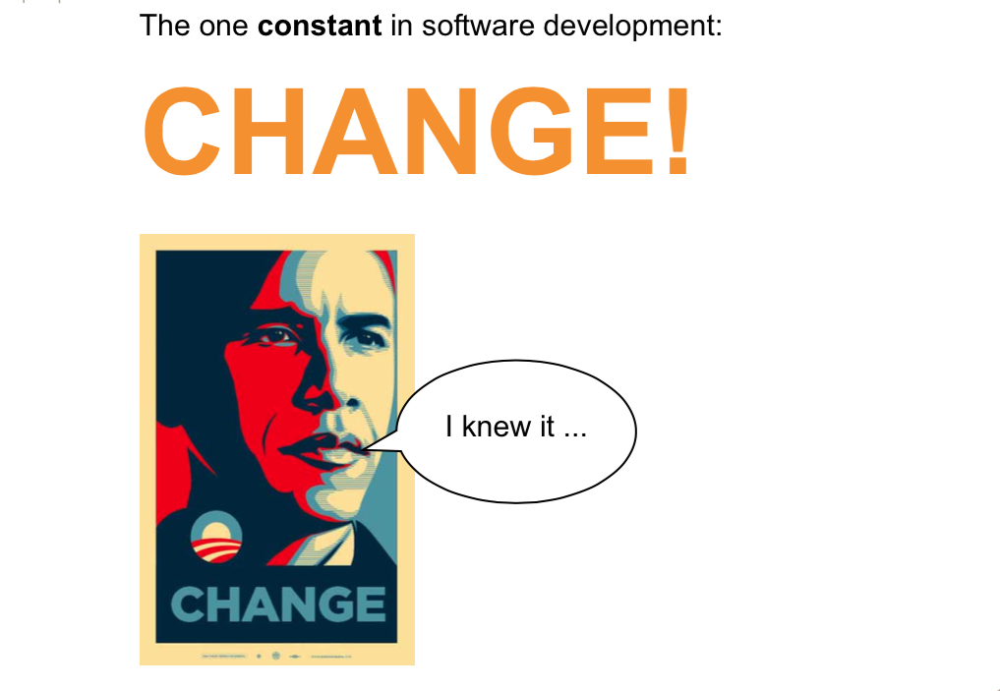 The one constant in software development:
CHANGE!
I knew it ...
CHANGE